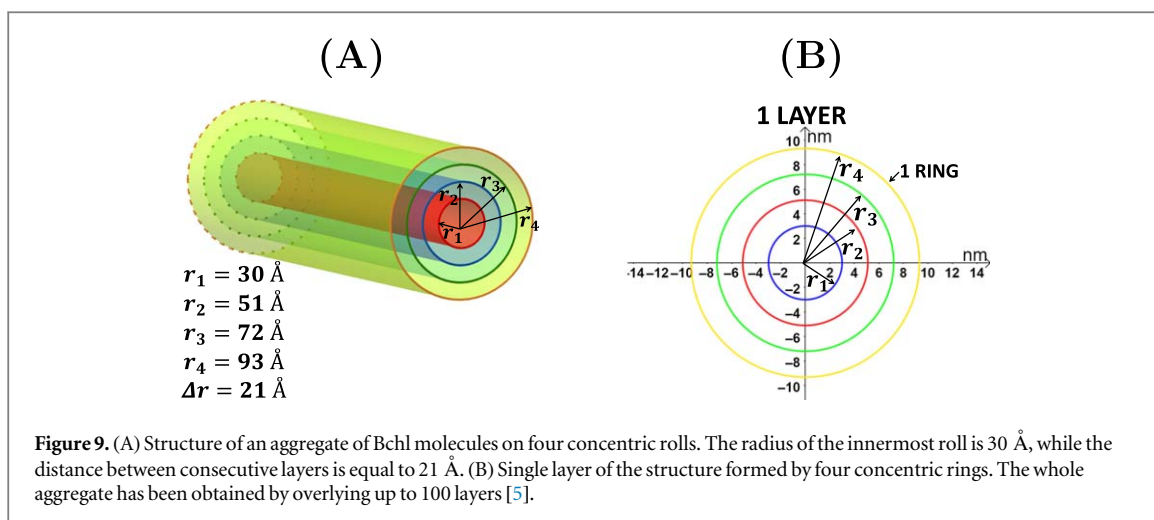 (A)
(B)
r₂
r₃
r₁
r₄
r₁ = 30 Å
r₂ = 51 Å
r₃ = 72 Å
r₄ = 93 Å
Δr = 21 Å
1 LAYER
nm
10
8
6
4
2
r₄
1 RING
r₃
r₂
r₁
nm
-14 -12 -10 -8 -6 -4 -2 2 4 6 8 10 12 14
-2
-4
-6
-8
-10
Figure 9. (A) Structure of an aggregate of Bchl molecules on four concentric rolls. The radius of the innermost roll is 30 Å, while the
distance between consecutive layers is equal to 21 Å. (B) Single layer of the structure formed by four concentric rings. The whole
aggregate has been obtained by overlying up to 100 layers [5].